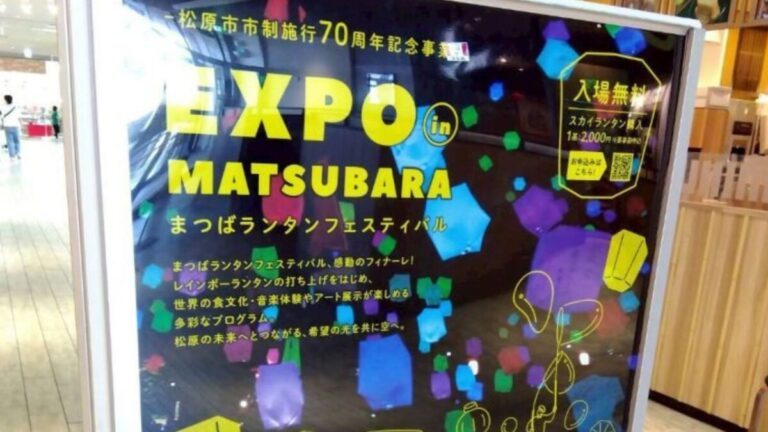 松原市市制施行70周年記念事業
EXPO in
MATSUBARA
まつばランタンフェスティバル
まつばランタンフェスティバル、感動のフィナーレ!
レインボーランタンの打ち上げをはじめ、
世界の食文化・音楽体験やアート展示が楽しめる
多彩なプログラム。
松原の未来へとつながる、希望の光を共に空へ。
入場無料
スカイランタン購入
1基:2,000円
お申込みは
こちら!